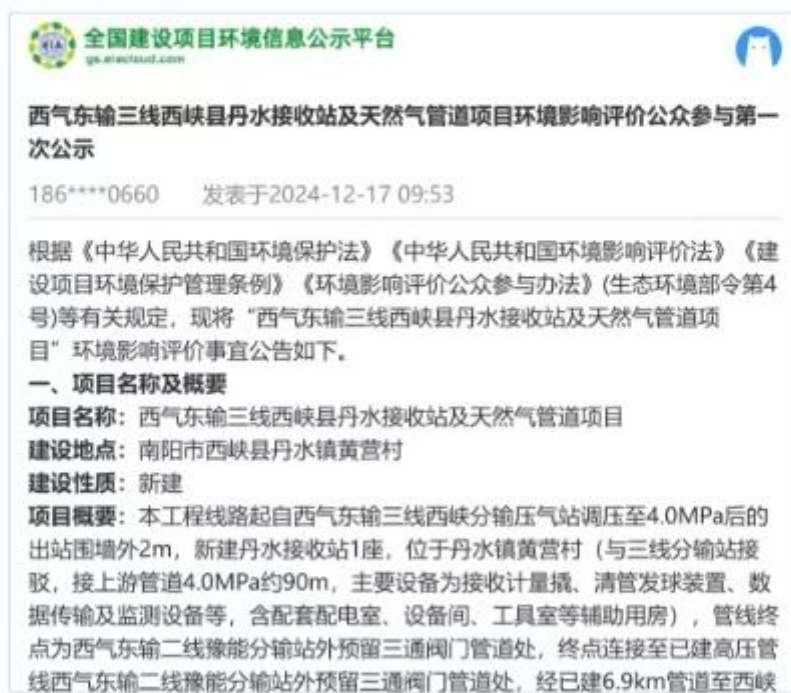 EIA
全国建设项目环境信息公示平台
gs.eiacloud.com
西气东输三线西峡县丹水接收站及天然气管道项目环境影响评价公众参与第一
次公示
186****0660 发表于2024-12-17 09:53
根据《中华人民共和国环境保护法》《中华人民共和国环境影响评价法》《建
设项目环境保护管理条例》《环境影响评价公众参与办法》(生态环境部令第4
号)等有关规定，现将“西气东输三线西峡县丹水接收站及天然气管道项
目”环境影响评价事宜公告如下。
一、项目名称及概要
项目名称：西气东输三线西峡县丹水接收站及天然气管道项目
建设地点：南阳市西峡县丹水镇黄营村
建设性质：新建
项目概要：本工程线路起自西气东输三线西峡分输压气站调压至4.0MPa后的
出站围墙外2m，新建丹水接收站1座，位于丹水镇黄营村（与三线分输站接
驳，接上游管道4.0MPa约90m，主要设备为接收计量撬、清管发球装置、数
据传输及监测设备等，含配套配电室、设备间、工具室等辅助用房），管线终
点为西气东输二线豫能分输站外预留三通阀门管道处，终点连接至已建高压管
线西气东输二线豫能分输站外预留三通阀门管道处，经已建6.9km管道至西峡